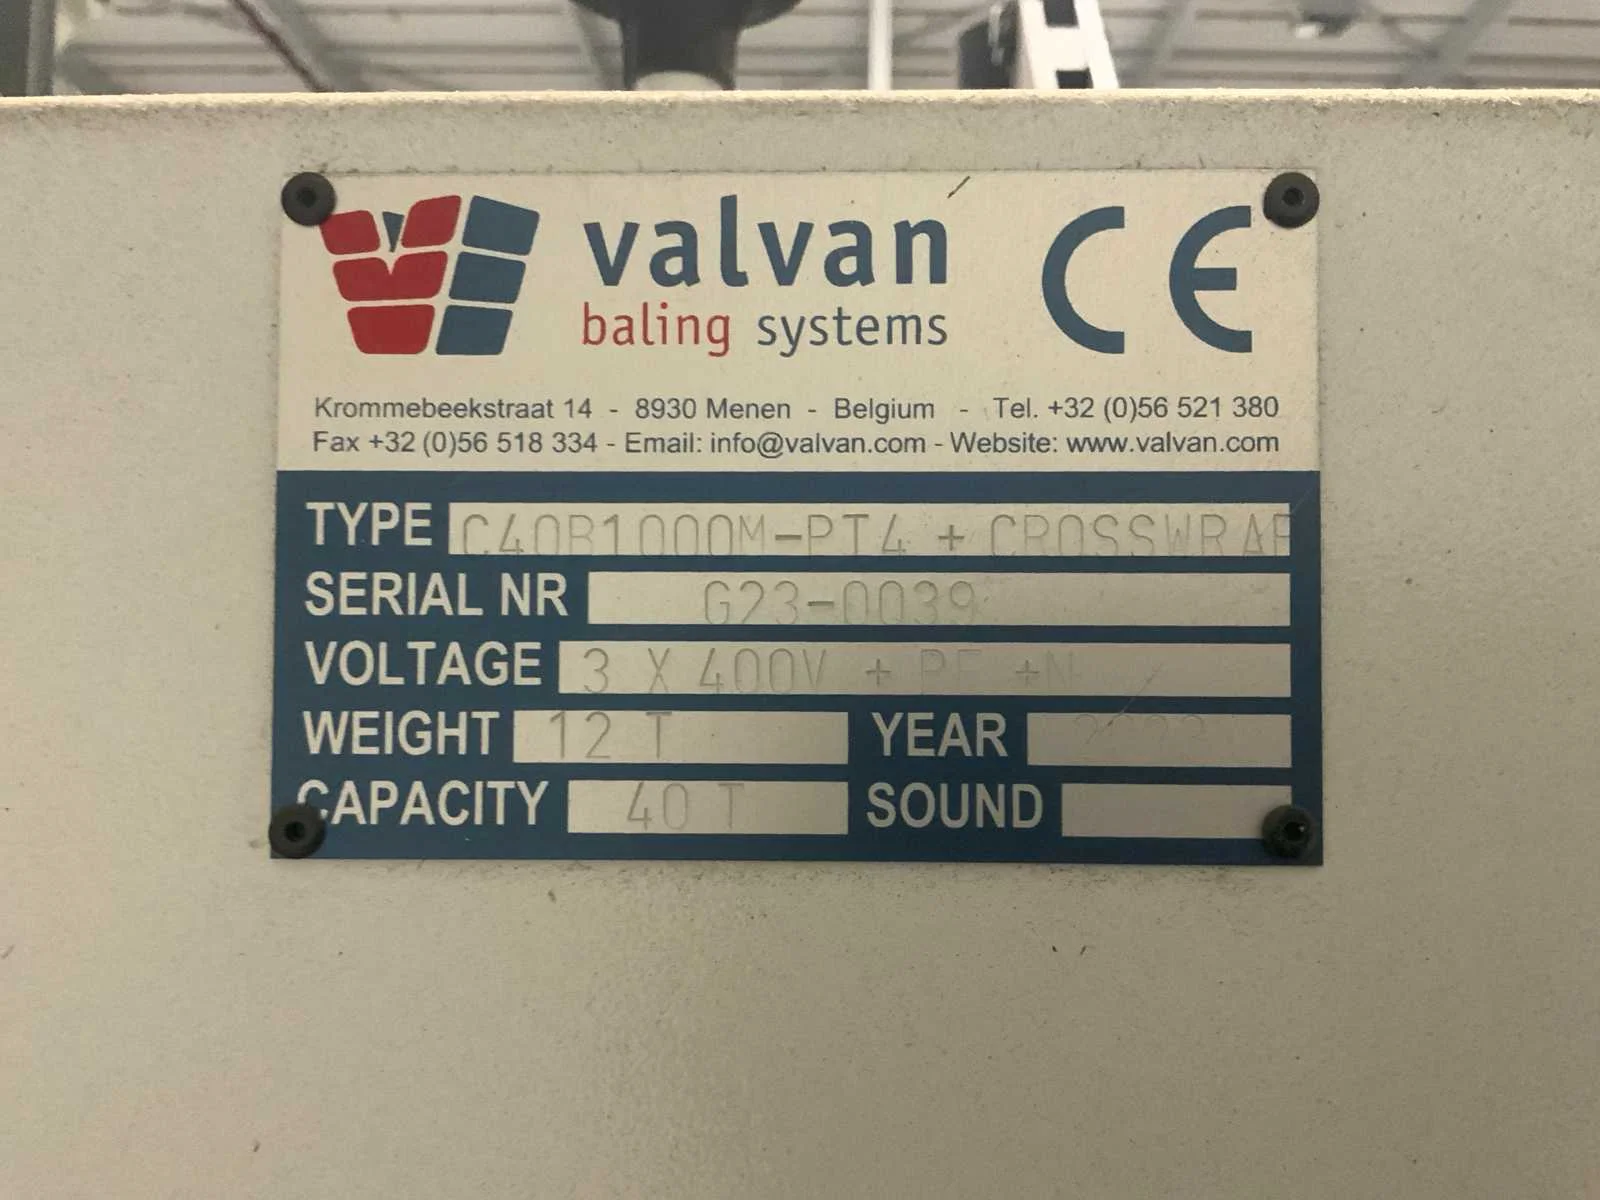 valvan
baling systems
CE
Krommebeekstraat 14 - 8930 Menen - Belgium - Tel. +32 (0)56 521 380
Fax +32 (0)56 518 334 - Email: info@valvan.com - Website: www.valvan.com
TYPE C40B1000M-PT4 + CROSSWRAP
SERIAL NR G23-0039
VOLTAGE 3 X 400V + PE +N
WEIGHT 12 T YEAR
CAPACITY 40 T SOUND